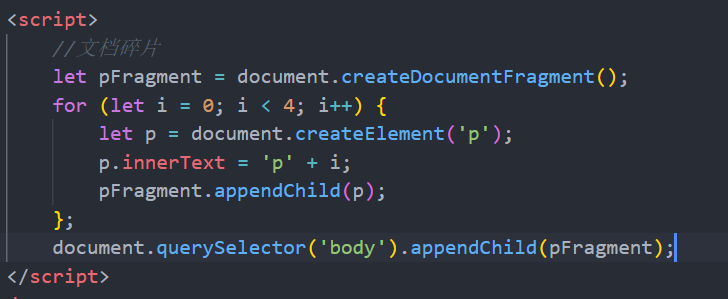 <script>
//文档碎片
let pFragment = document.createDocumentFragment();
for (let i = 0; i < 4; i++) {
let p = document.createElement('p');
p.innerText = 'p' + i;
pFragment.appendChild(p);
};
document.querySelector('body').appendChild(pFragment);
</script>